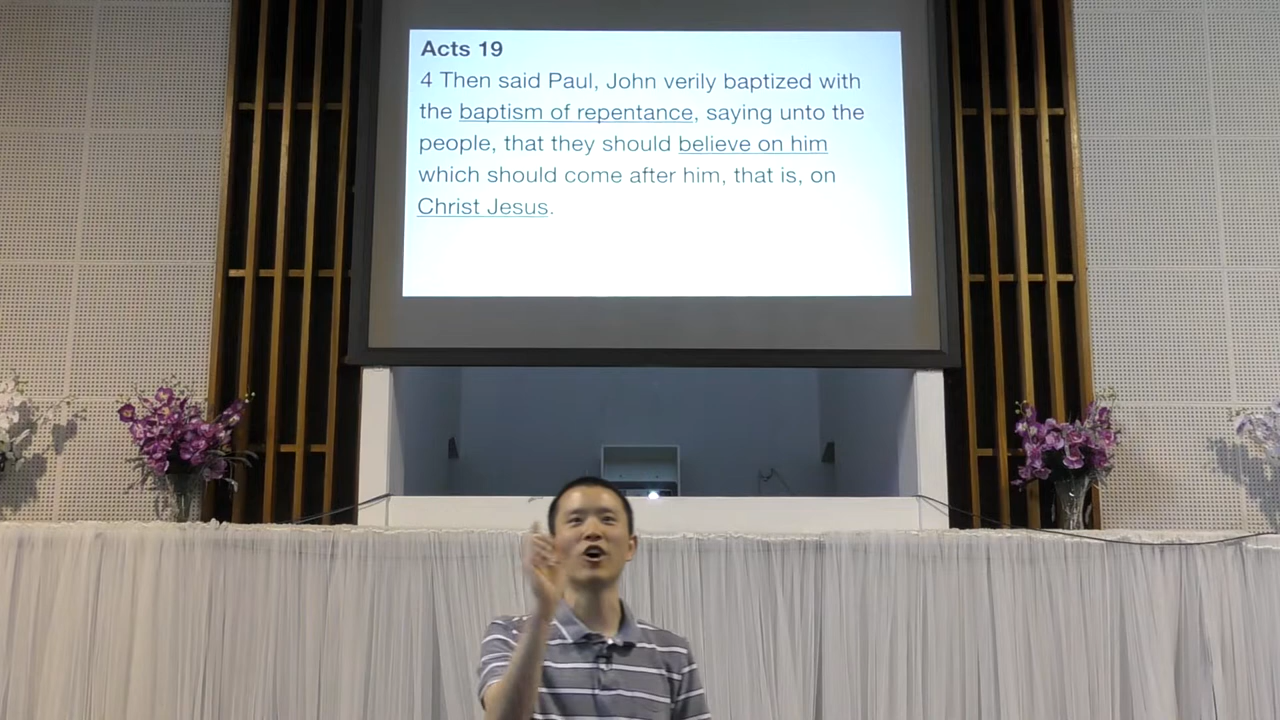 Acts 19
4 Then said Paul, John verily baptized with
the baptism of repentance, saying unto the
people, that they should believe on him
which should come after him, that is, on
Christ Jesus.